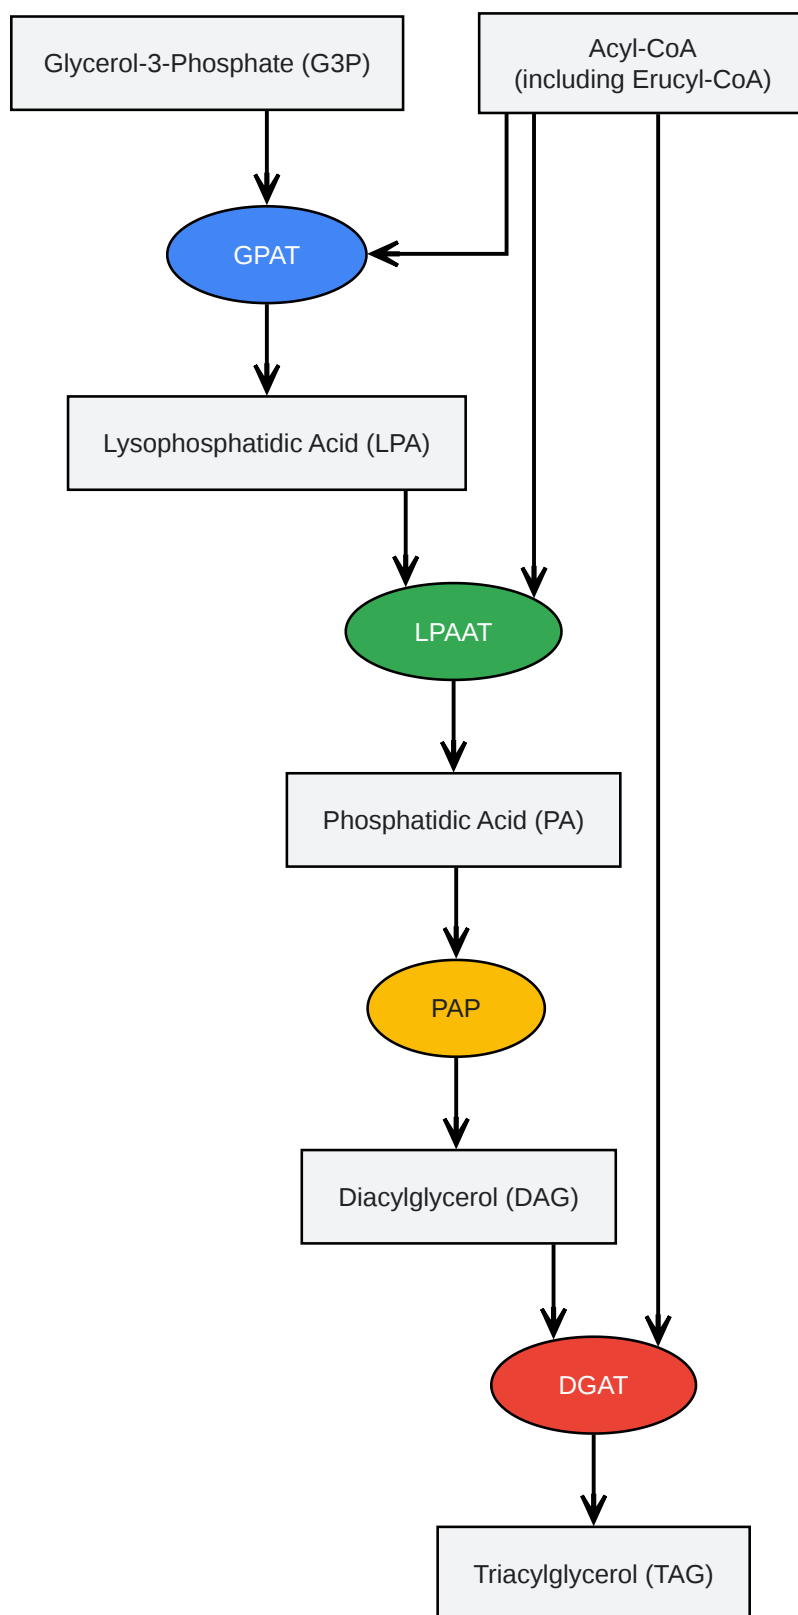 Glycerol-3-Phosphate (G3P)
Acyl-CoA
(including Erucyl-CoA)
GPAT
Lysophosphatidic Acid (LPA)
LPAAT
Phosphatidic Acid (PA)
PAP
Diacylglycerol (DAG)
DGAT
Triacylglycerol (TAG)